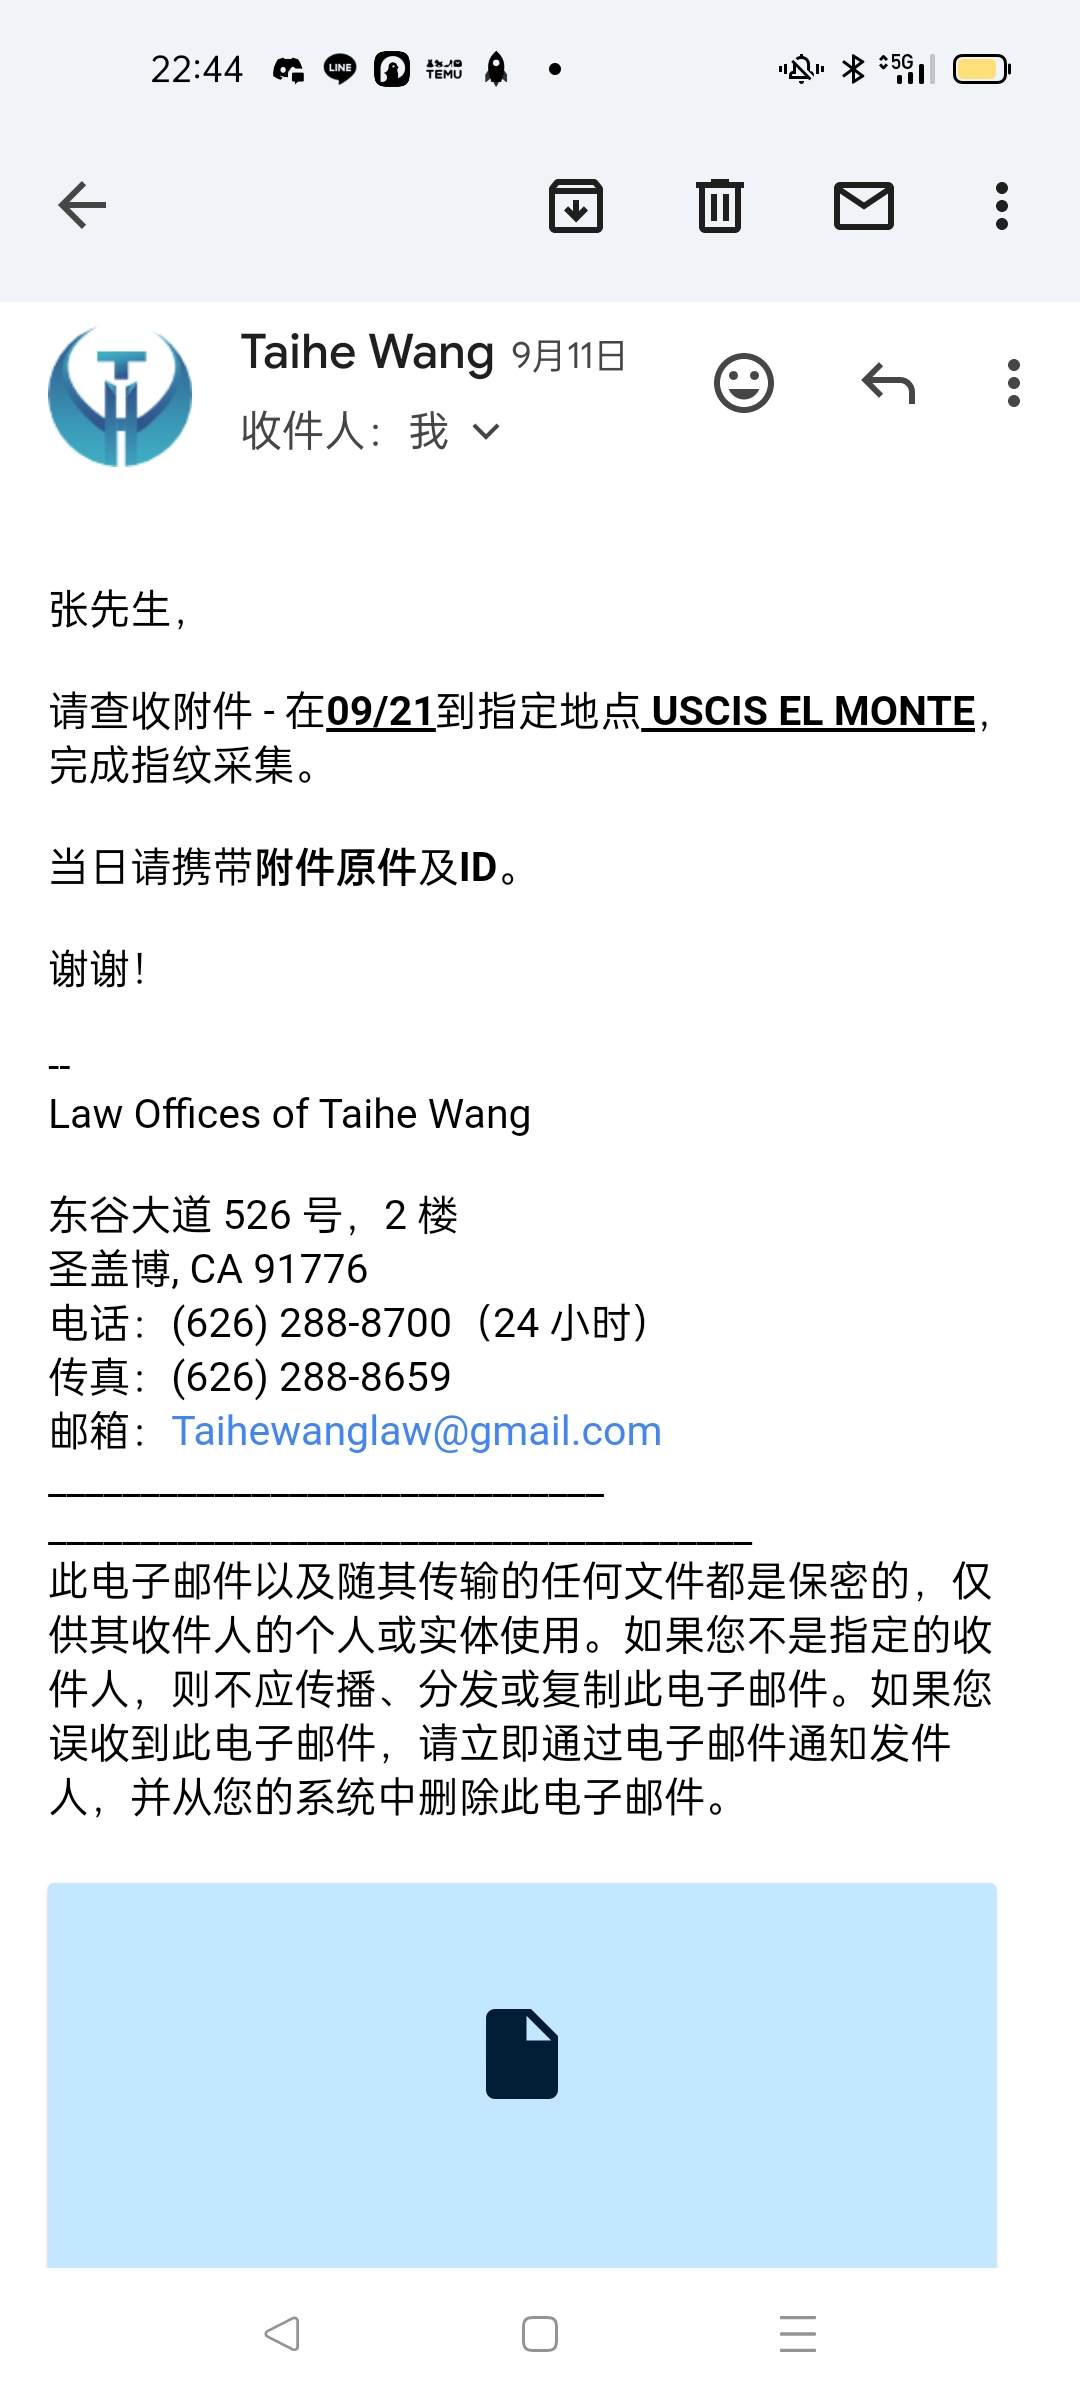 22:44 LINE TEMU 5G
Taihe Wang 9月11日
收件人：我
张先生，
请查收附件 - 在09/21到指定地点 USCIS EL MONTE，
完成指纹采集。
当日请携带附件原件及ID。
谢谢！
--
Law Offices of Taihe Wang
东谷大道 526 号，2 楼
圣盖博, CA 91776
电话：(626) 288-8700（24 小时）
传真：(626) 288-8659
邮箱：Taihewanglaw@gmail.com
______________________________
______________________________________
此电子邮件以及随其传输的任何文件都是保密的，仅
供其收件人的个人或实体使用。如果您不是指定的收
件人，则不应传播、分发或复制此电子邮件。如果您
误收到此电子邮件，请立即通过电子邮件通知发件
人，并从您的系统中删除此电子邮件。